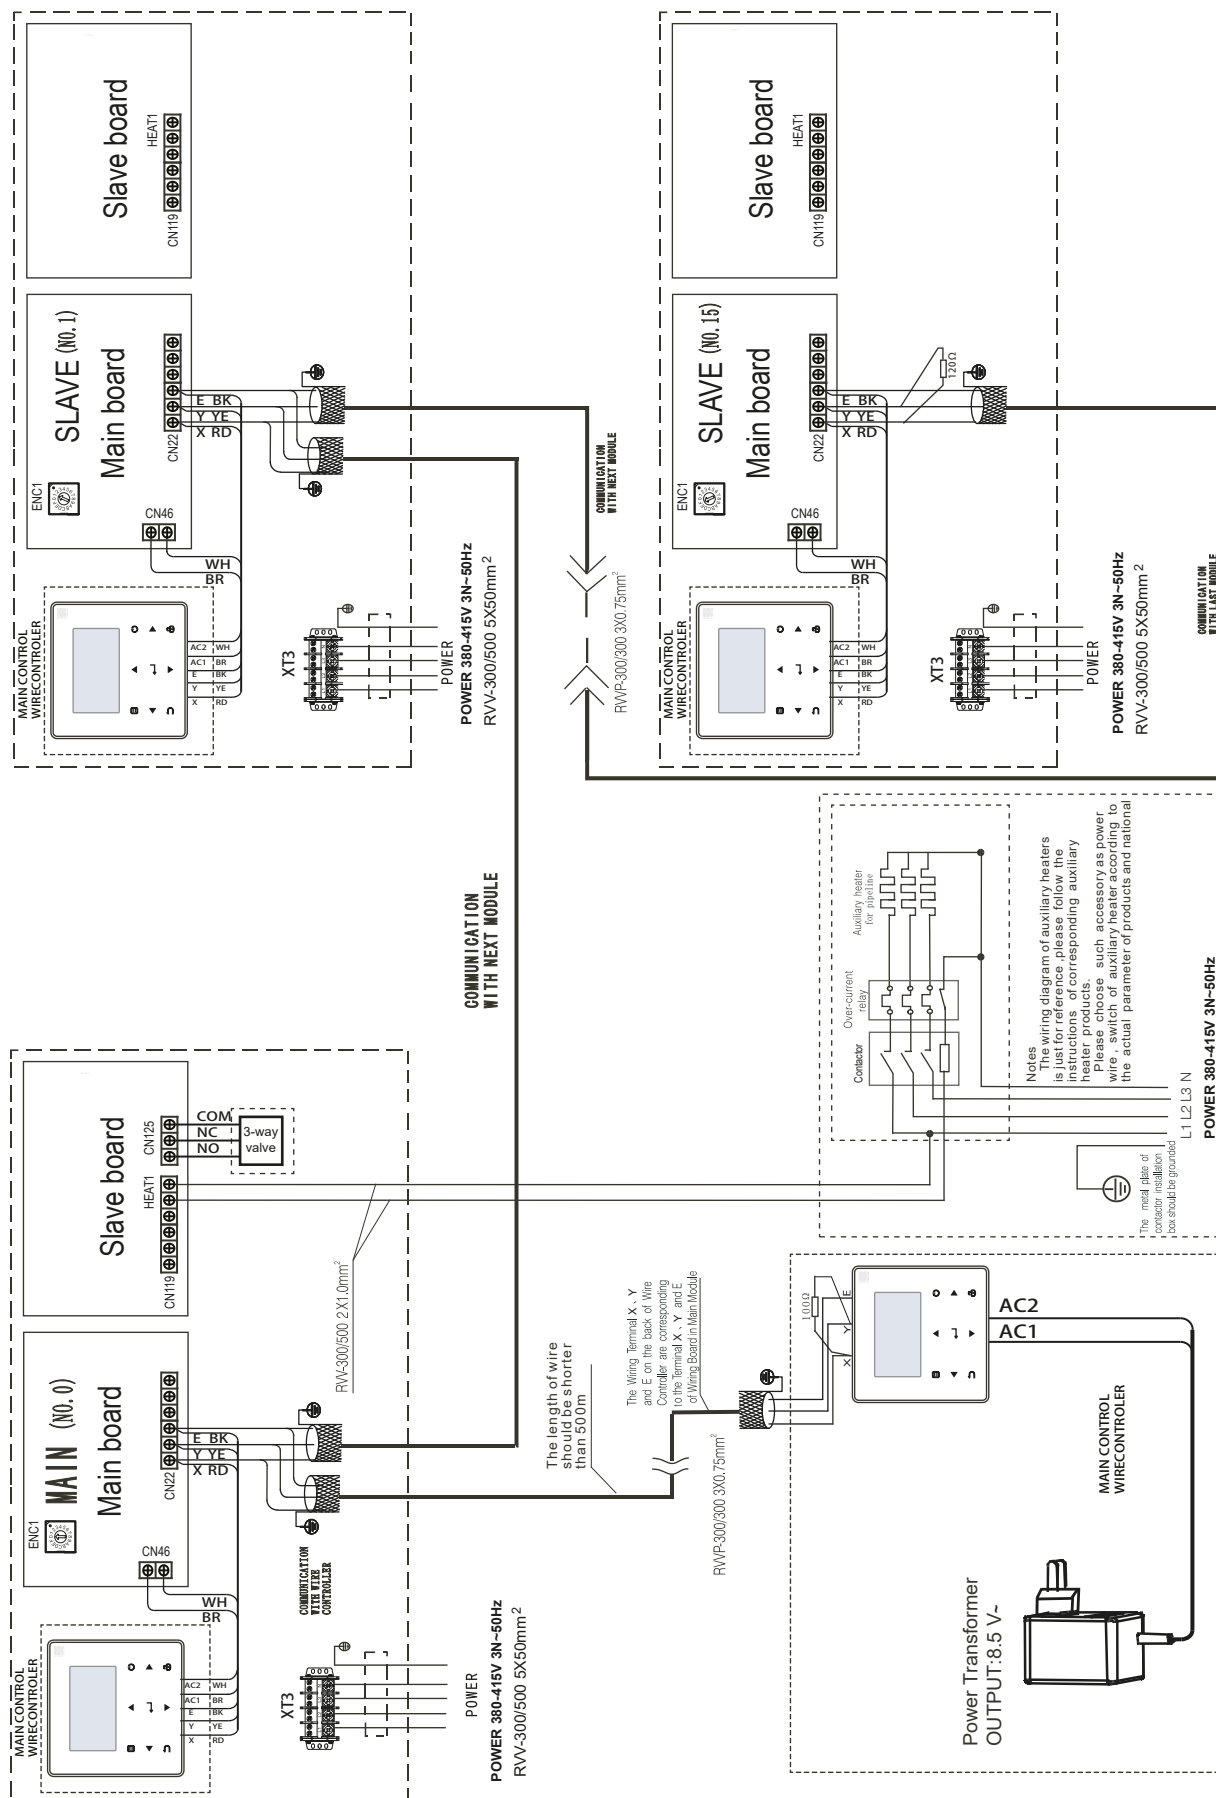 Slave board
HEAT1
CN119
SLAVE (NO.1)
Main board
ENC1
CN22
E BK
Y YE
X RD
CN46
WH
BR
MAIN CONTROL
WIRECONTROLER
AC2 WH
AC1 BR
E BK
Y YE
X RD
XT3
POWER
POWER 380-415V 3N~50Hz
RVV-300/500 5X50mm²
COMMUNICATION
WITH NEXT MODULE
RVVP-300/300 3X0.75mm²
Slave board
HEAT1
CN119
SLAVE (NO.15)
Main board
ENC1
CN22
E BK
Y YE
X RD
120Ω
CN46
WH
BR
MAIN CONTROL
WIRECONTROLER
AC2 WH
AC1 BR
E BK
Y YE
X RD
XT3
POWER
POWER 380-415V 3N~50Hz
RVV-300/500 5X50mm²
COMMUNICATION
WITH LAST MODULE
COMMUNICATION
WITH NEXT MODULE
Slave board
CN125
COM
NC
NO
3-way
valve
HEAT1
CN119
RVV-300/500 2X1.0mm²
MAIN (NO.0)
Main board
ENC1
CN22
E BK
Y YE
X RD
CN46
WH
BR
COMMUNICATION
WITH WIRE
CONTROLLER
MAIN CONTROL
WIRECONTROLER
AC2 WH
AC1 BR
E BK
Y YE
X RD
XT3
POWER
POWER 380-415V 3N~50Hz
RVV-300/500 5X50mm²
The length of wire
should be shorter
than 500m
The Wiring Terminal X、Y
and E on the back of Wire
Controller are corresponding
to the Terminal X、Y and E
of Wiring Board in Main Module
RVVP-300/300 3X0.75mm²
Auxiliary heater
for pipeline
Over-current
relay
Contactor
Notes
The wiring diagram of auxiliary heaters
is just for reference ,please follow the
instructions of corresponding auxiliary
heater products.
Please choose such accessory as power
wire , switch of auxiliary heater according to
the actual parameter of products and national
L1 L2 L3 N
POWER 380-415V 3N~50Hz
The metal plate of
contactor installation
box should be grounded
100Ω
E
Y
X
AC2
AC1
MAIN CONTROL
WIRECONTROLER
Power Transformer
OUTPUT:8.5 V~